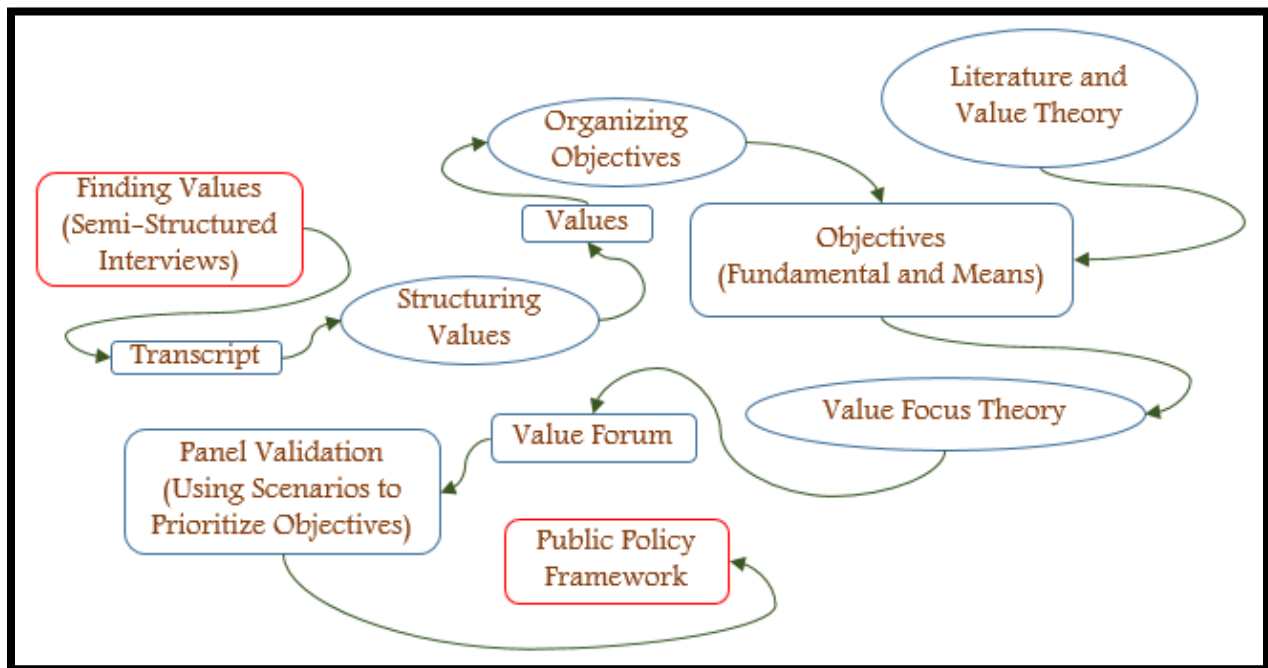 Literature and
Value Theory
Organizing
Objectives
Finding Values
(Semi-Structured
Interviews)
Values
Objectives
(Fundamental and Means)
Structuring
Values
Transcript
Value Focus Theory
Value Forum
Panel Validation
(Using Scenarios to
Prioritize Objectives)
Public Policy
Framework